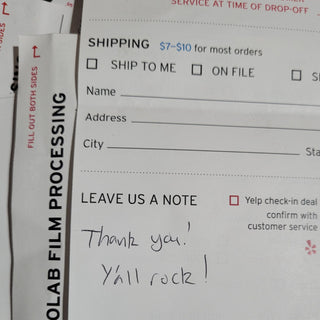 SERVICE AT TIME OF DROP-OFF
SHIPPING $7–$10 for most orders
SHIP TO ME ON FILE
Name
Address
City
LEAVE US A NOTE
Yelp check-in deal
confirm with
customer service
Thank you!
Y'all rock!
FILL OUT BOTH SIDES
OLAB FILM PROCESSING